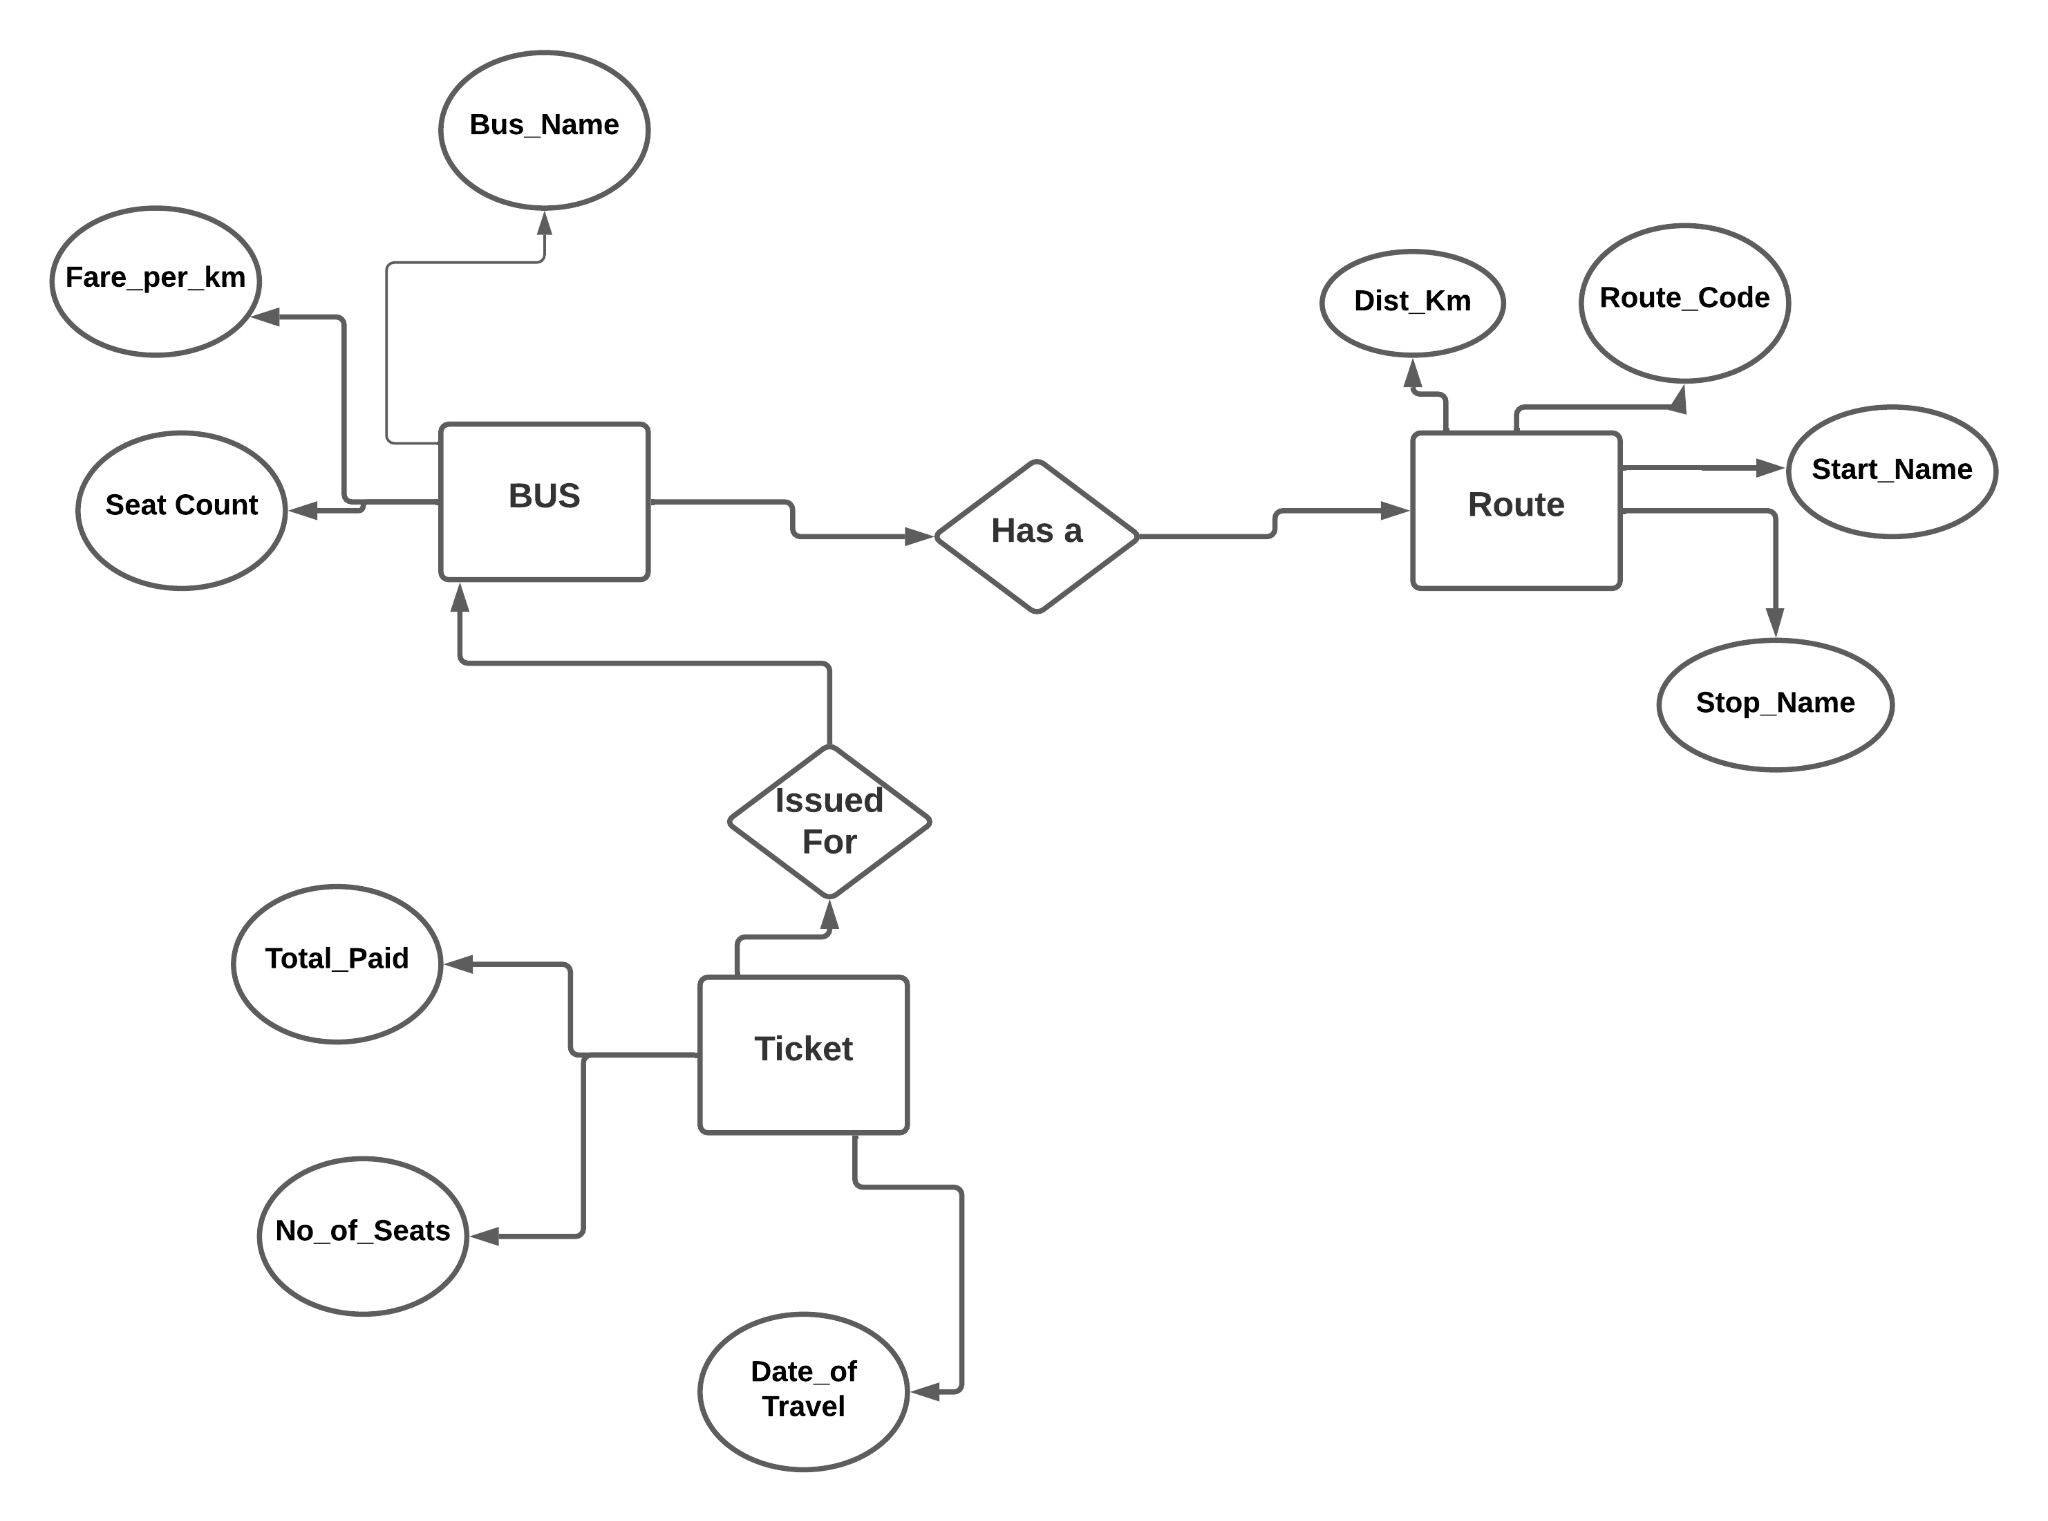 Bus_Name
Fare_per_km
Dist_Km
Route_Code
Seat Count
BUS
Has a
Route
Start_Name
Stop_Name
Issued
For
Total_Paid
Ticket
No_of_Seats
Date_of
Travel